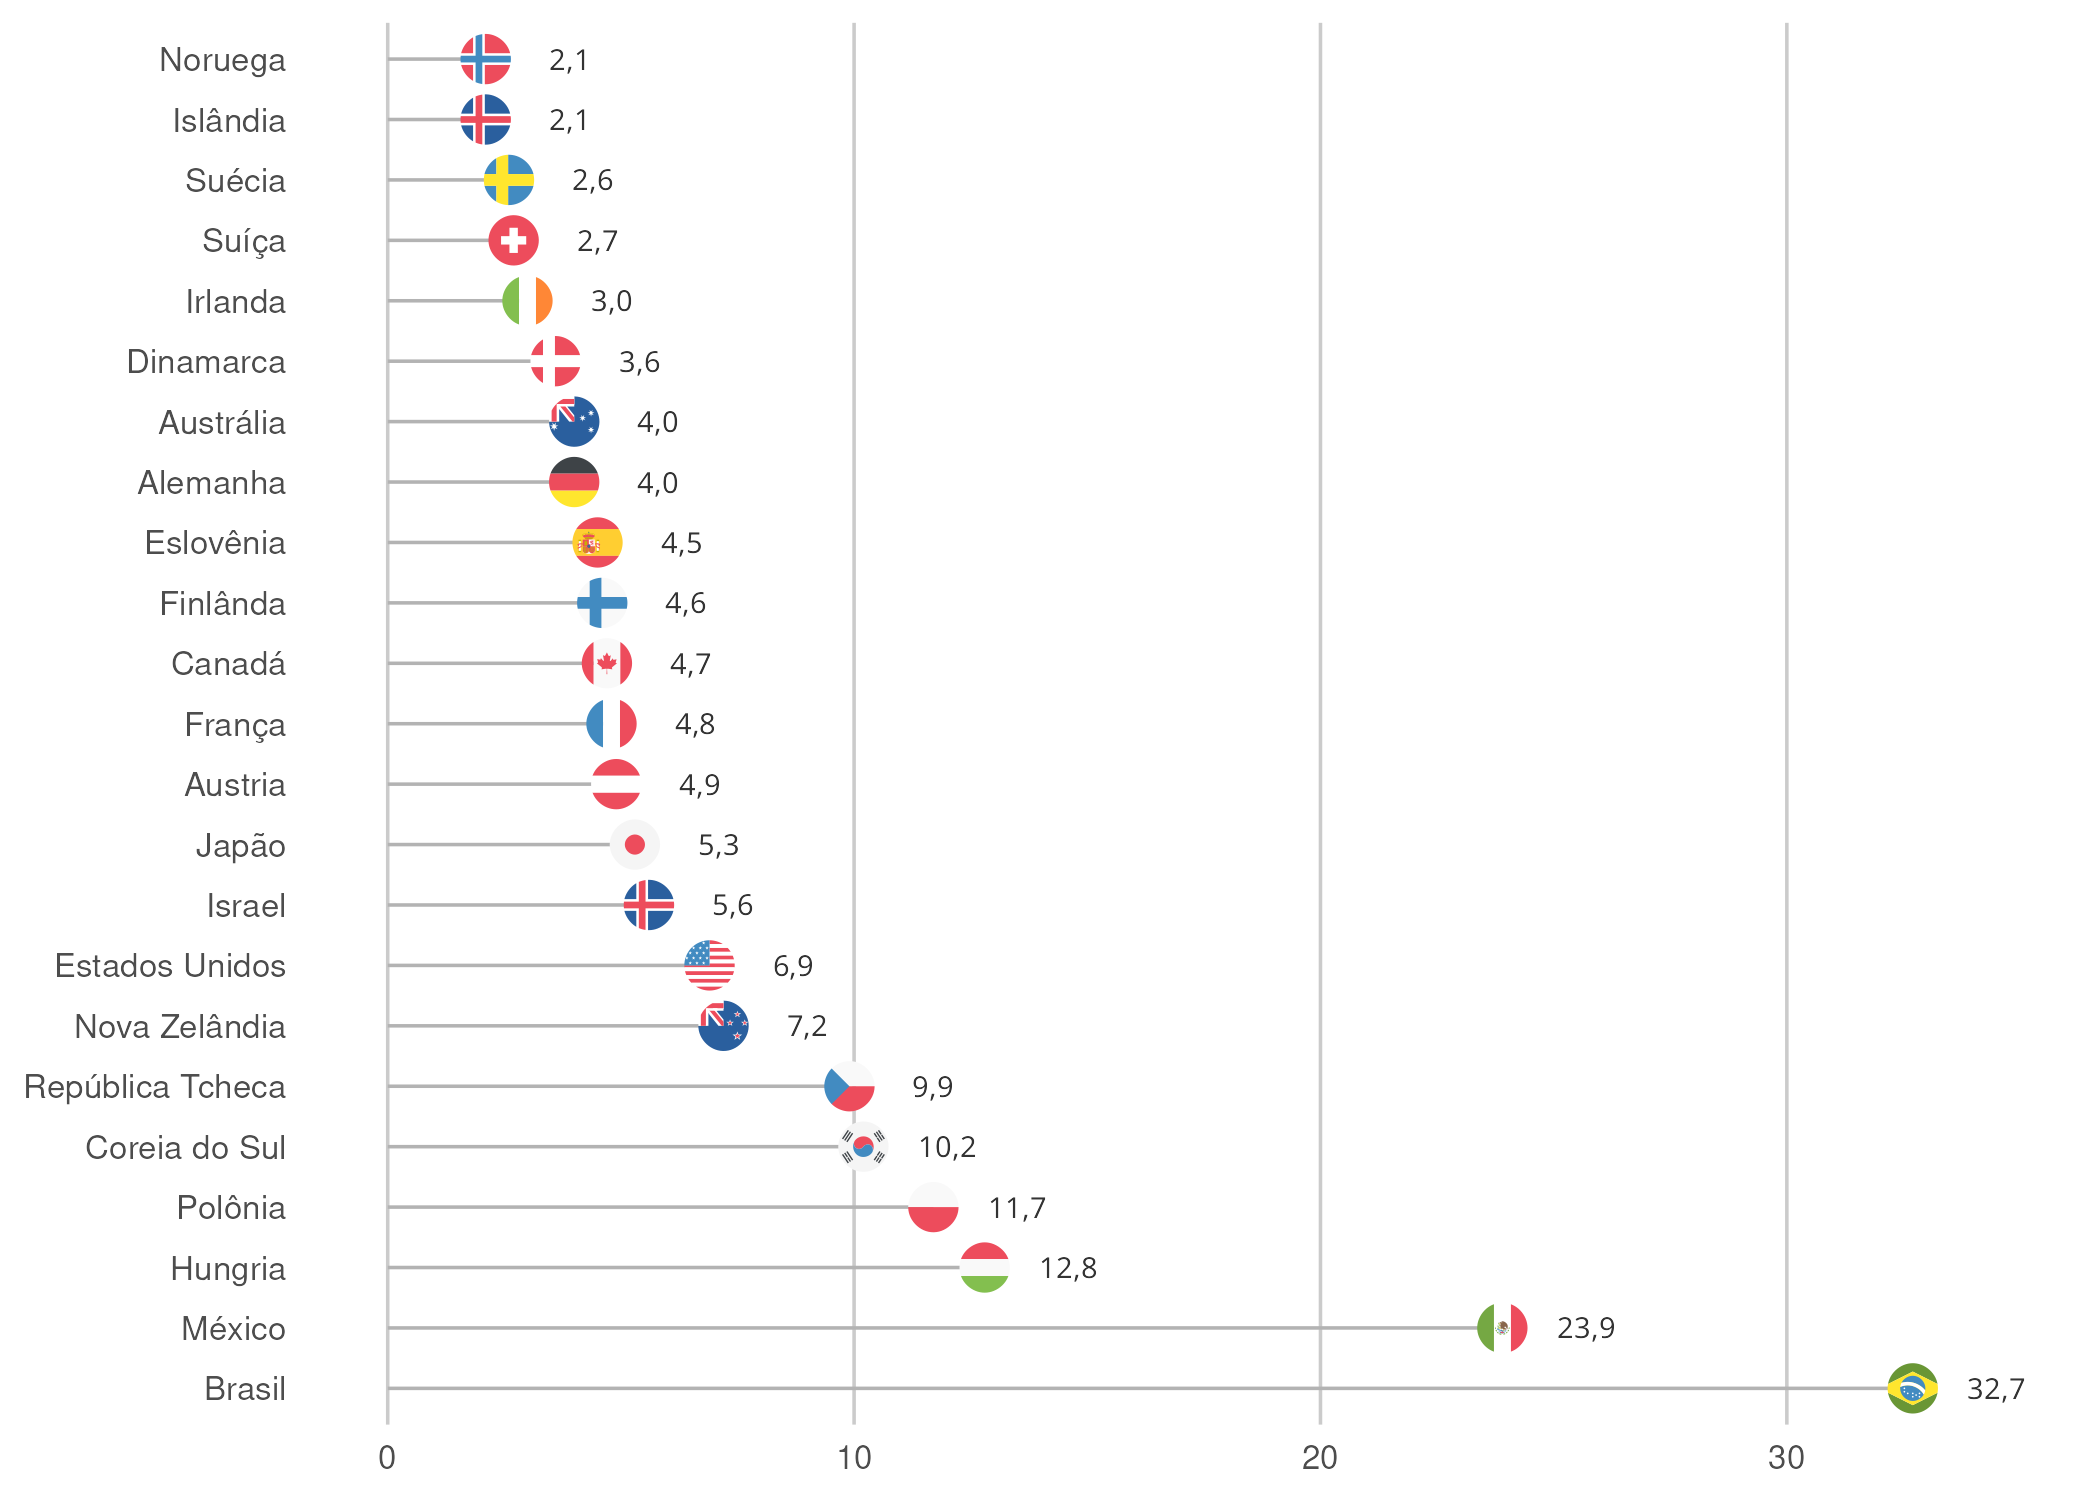 Noruega 2,1
Islândia 2,1
Suécia 2,6
Suíça 2,7
Irlanda 3,0
Dinamarca 3,6
Austrália 4,0
Alemanha 4,0
Eslovênia 4,5
Finlânda 4,6
Canadá 4,7
França 4,8
Austria 4,9
Japão 5,3
Israel 5,6
Estados Unidos 6,9
Nova Zelândia 7,2
República Tcheca 9,9
Coreia do Sul 10,2
Polônia 11,7
Hungria 12,8
México 23,9
Brasil 32,7
0 10 20 30